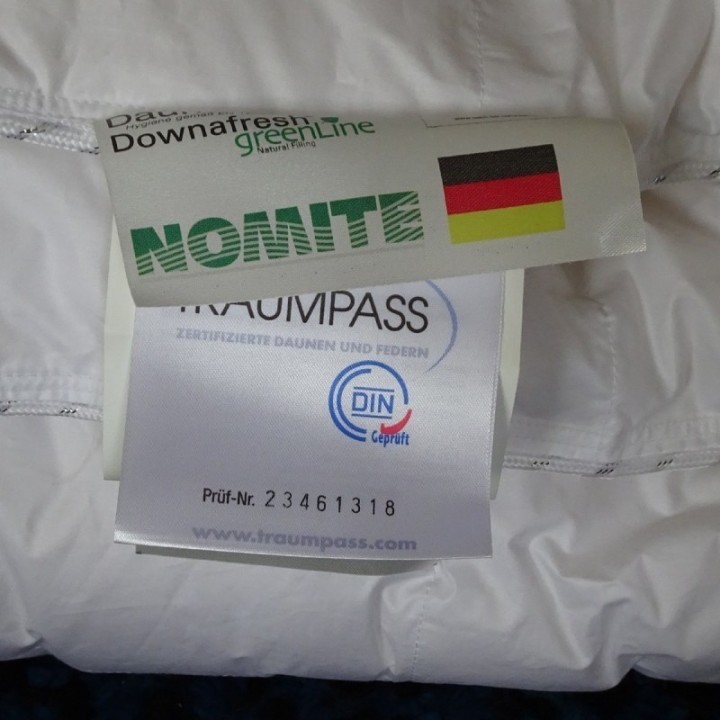 Downafresh
greenLine
Natural Filling
NOMITE
TRAUMPASS
ZERTIFIZIERTE DAUNEN UND FEDERN
DIN
Geprüft
Prüf-Nr. 23461318
www.traumpass.com